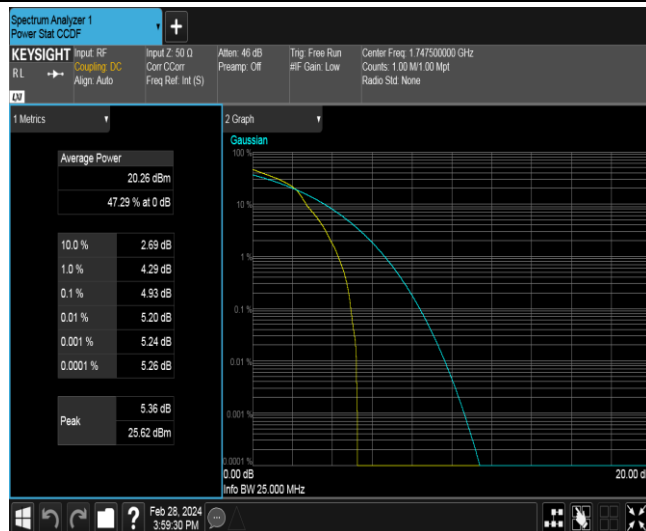 Spectrum Analyzer 1
Power Stat CCDF
+
KEYSIGHT
RL
Input: RF
Coupling: DC
Align: Auto
Input Z: 50 Ω
Corr CCorr
Freq Ref: Int (S)
Atten: 46 dB
Preamp: Off
Trig: Free Run
#IF Gain: Low
Center Freq: 1.747500000 GHz
Counts: 1.00 M/1.00 Mpt
Radio Std: None
1 Metrics
Average Power
20.26 dBm
47.29 % at 0 dB
10.0 % 2.69 dB
1.0 % 4.29 dB
0.1 % 4.93 dB
0.01 % 5.20 dB
0.001 % 5.24 dB
0.0001 % 5.26 dB
Peak
5.36 dB
25.62 dBm
2 Graph
Gaussian
100 %
10 %
1 %
0.1 %
0.01 %
0.001 %
0.0001 %
0.00 dB
20.00 d
Info BW 25.000 MHz
?
Feb 28, 2024
3:59:30 PM